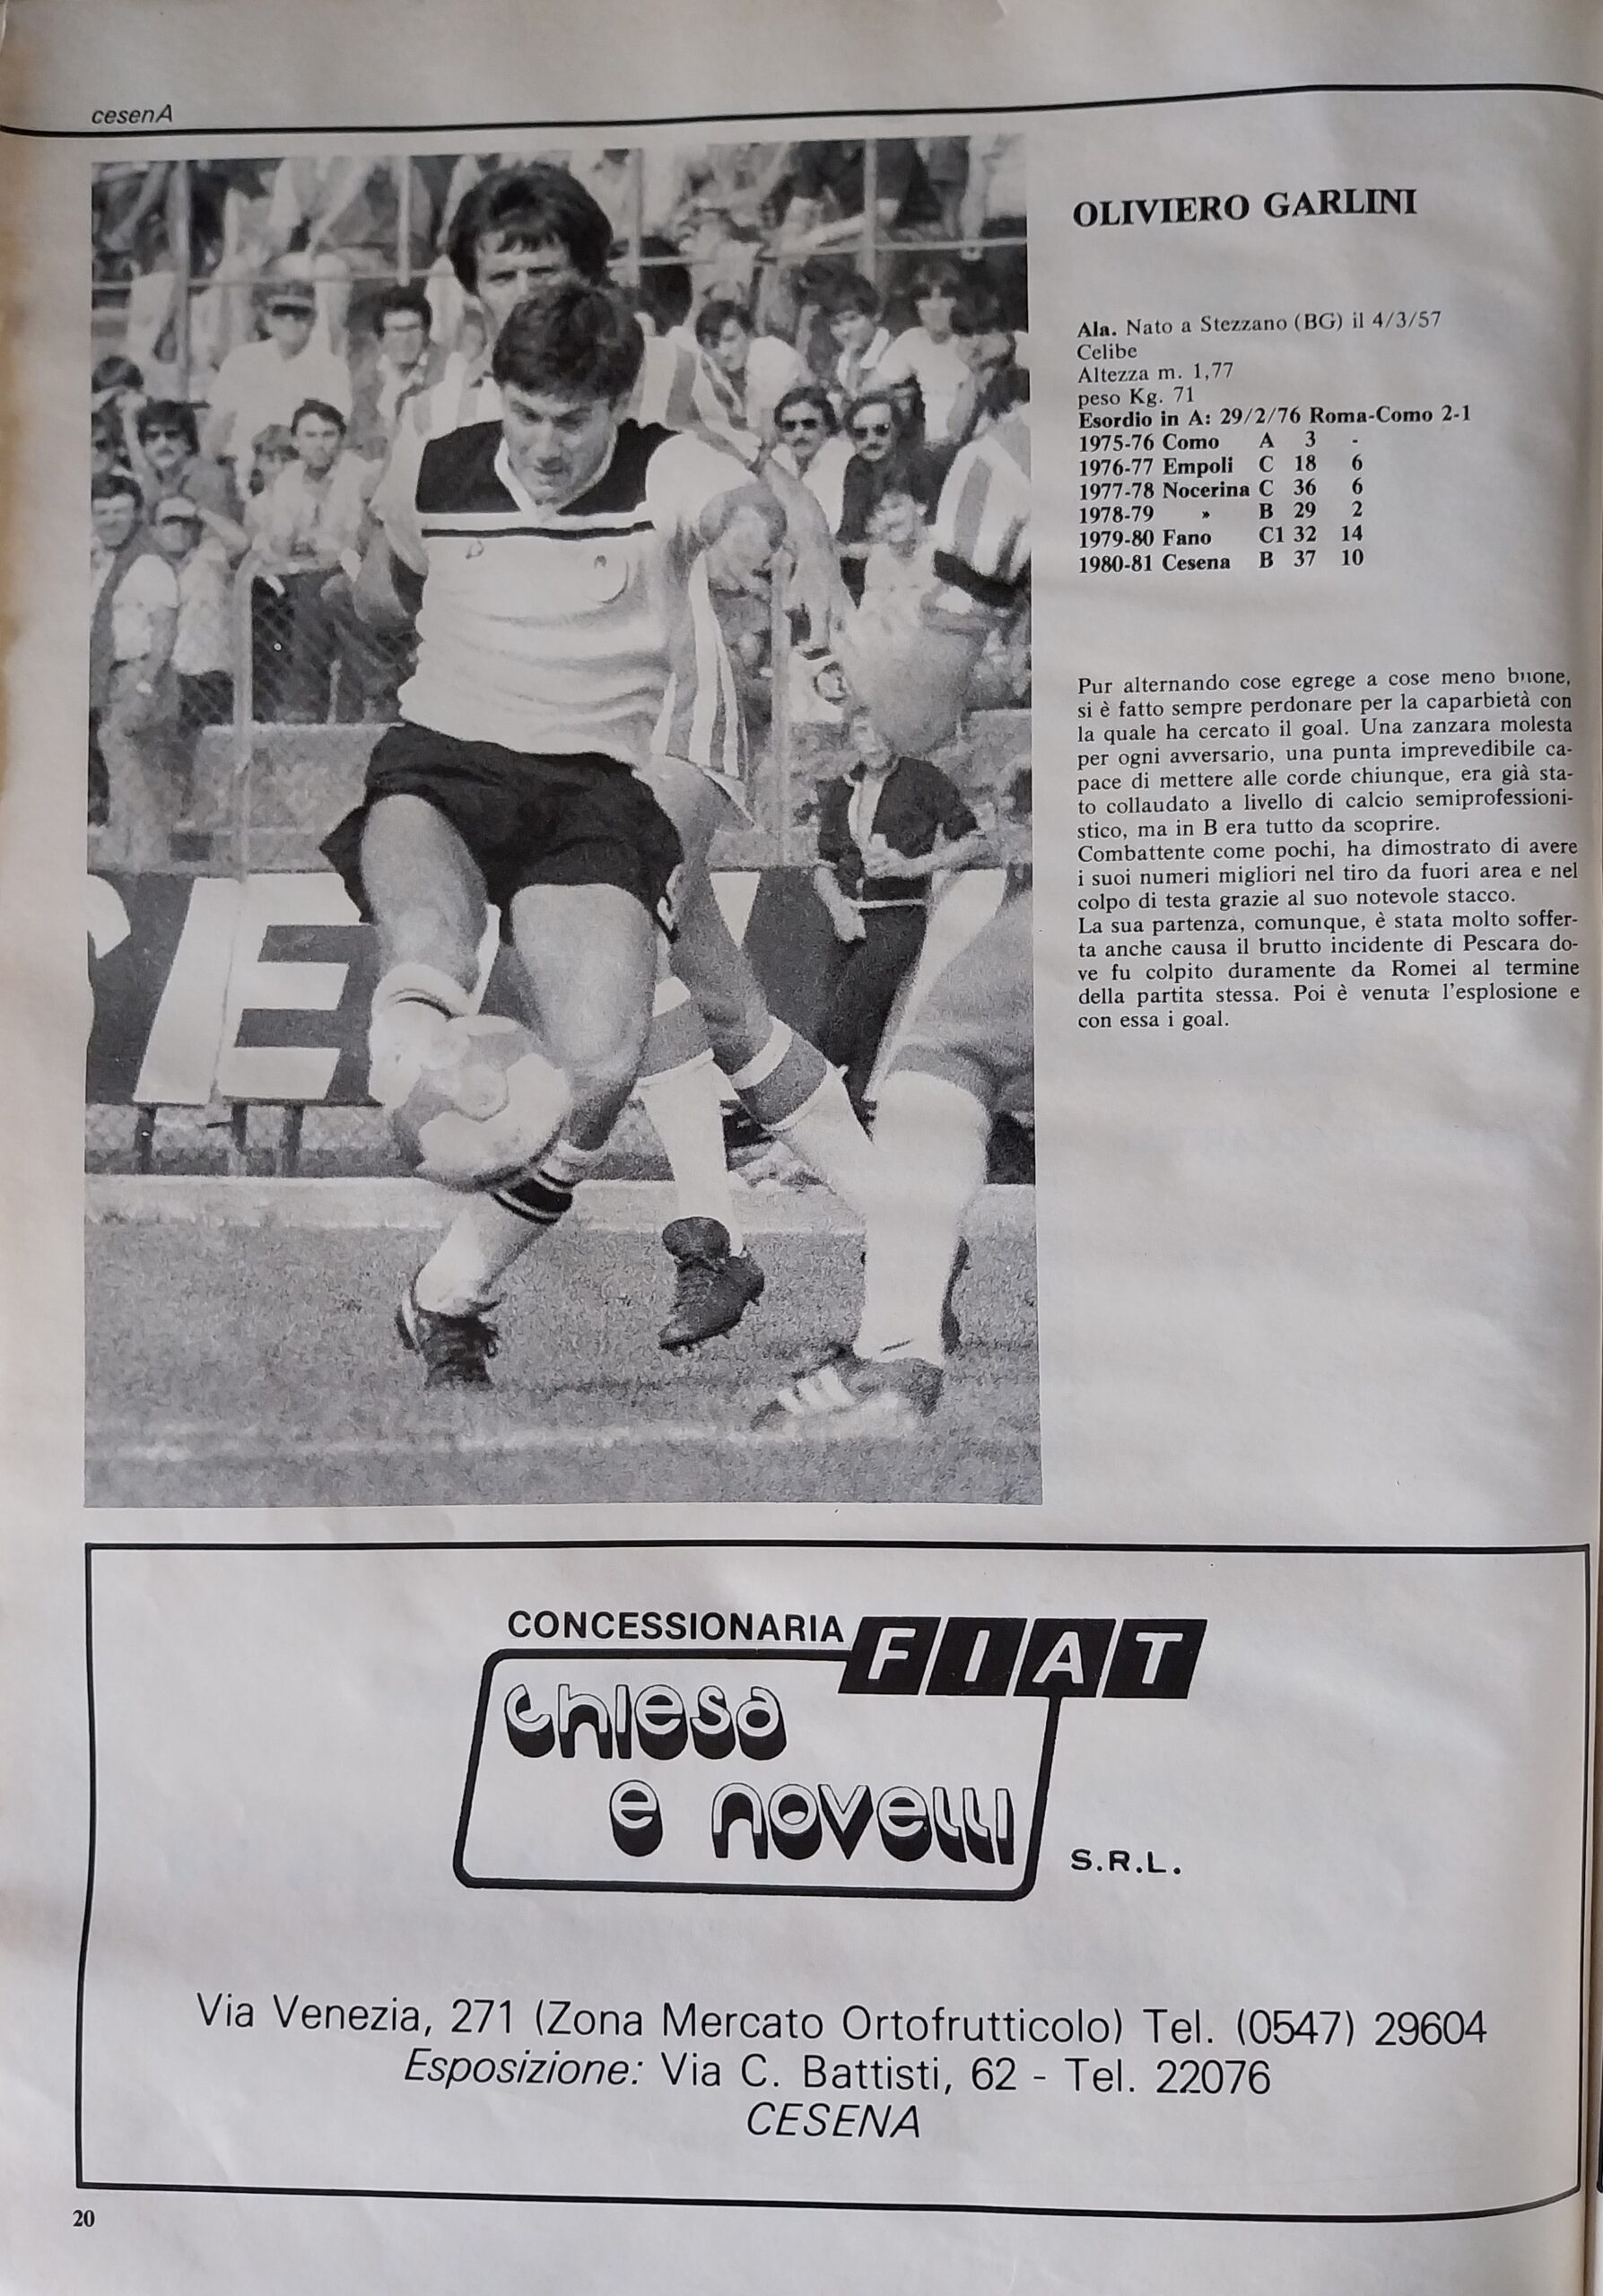 cesenA
OLIVIERO GARLINI
Ala. Nato a Stezzano (BG) il 4/3/57
Celibe
Altezza m. 1,77
peso Kg. 71
Esordio in A: 29/2/76 Roma-Como 2-1
1975-76 Como A 3 -
1976-77 Empoli C 18 6
1977-78 Nocerina C 36 6
1978-79 » B 29 2
1979-80 Fano C1 32 14
1980-81 Cesena B 37 10
Pur alternando cose egrege a cose meno buone,
si è fatto sempre perdonare per la caparbietà con
la quale ha cercato il goal. Una zanzara molesta
per ogni avversario, una punta imprevedibile ca-
pace di mettere alle corde chiunque, era già sta-
to collaudato a livello di calcio semiprofessioni-
stico, ma in B era tutto da scoprire.
Combattente come pochi, ha dimostrato di avere
i suoi numeri migliori nel tiro da fuori area e nel
colpo di testa grazie al suo notevole stacco.
La sua partenza, comunque, è stata molto soffer-
ta anche causa il brutto incidente di Pescara do-
ve fu colpito duramente da Romei al termine
della partita stessa. Poi è venuta l'esplosione e
con essa i goal.
CONCESSIONARIA FIAT
chiesa
e novelli
S.R.L.
Via Venezia, 271 (Zona Mercato Ortofrutticolo) Tel. (0547) 29604
Esposizione: Via C. Battisti, 62 - Tel. 22076
CESENA
20